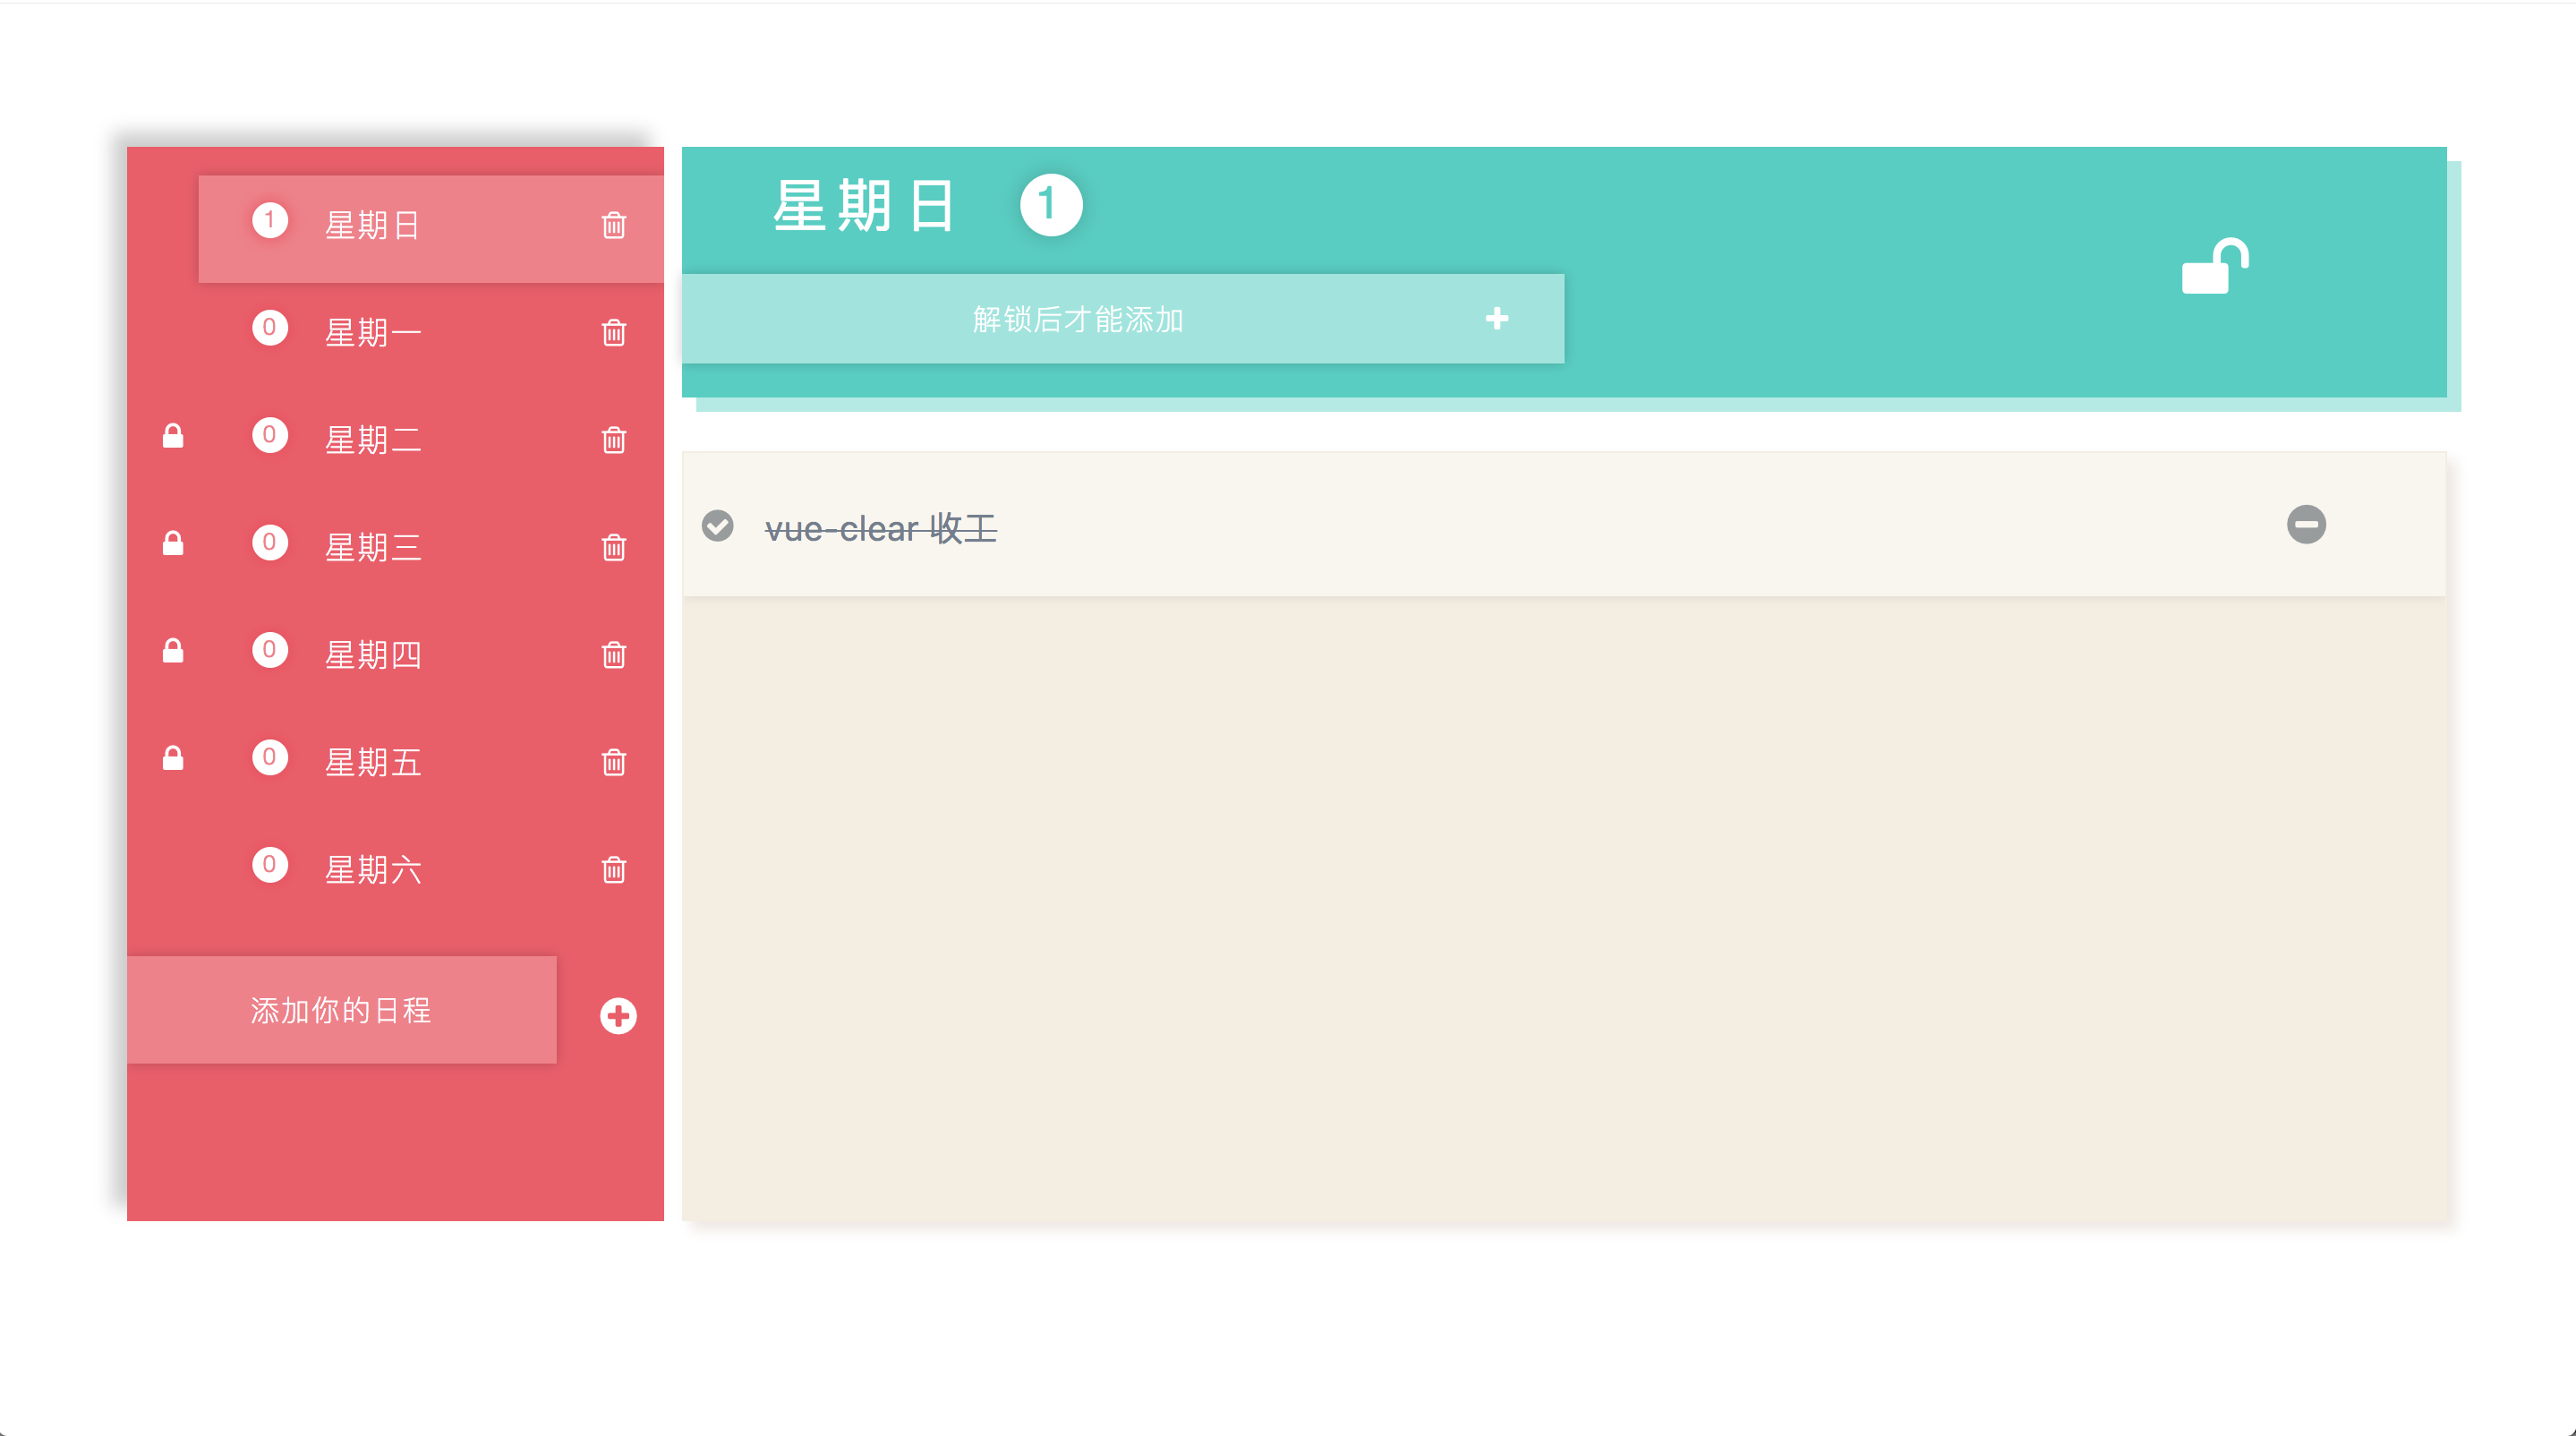 1 星期日
0 星期一
0 星期二
0 星期三
0 星期四
0 星期五
0 星期六
添加你的日程
星期日 1
解锁后才能添加
vue-clear 收工